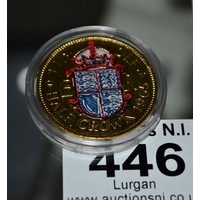 HALF CROWN
s N.I.
446
Lurgan
www.auctionsni.co